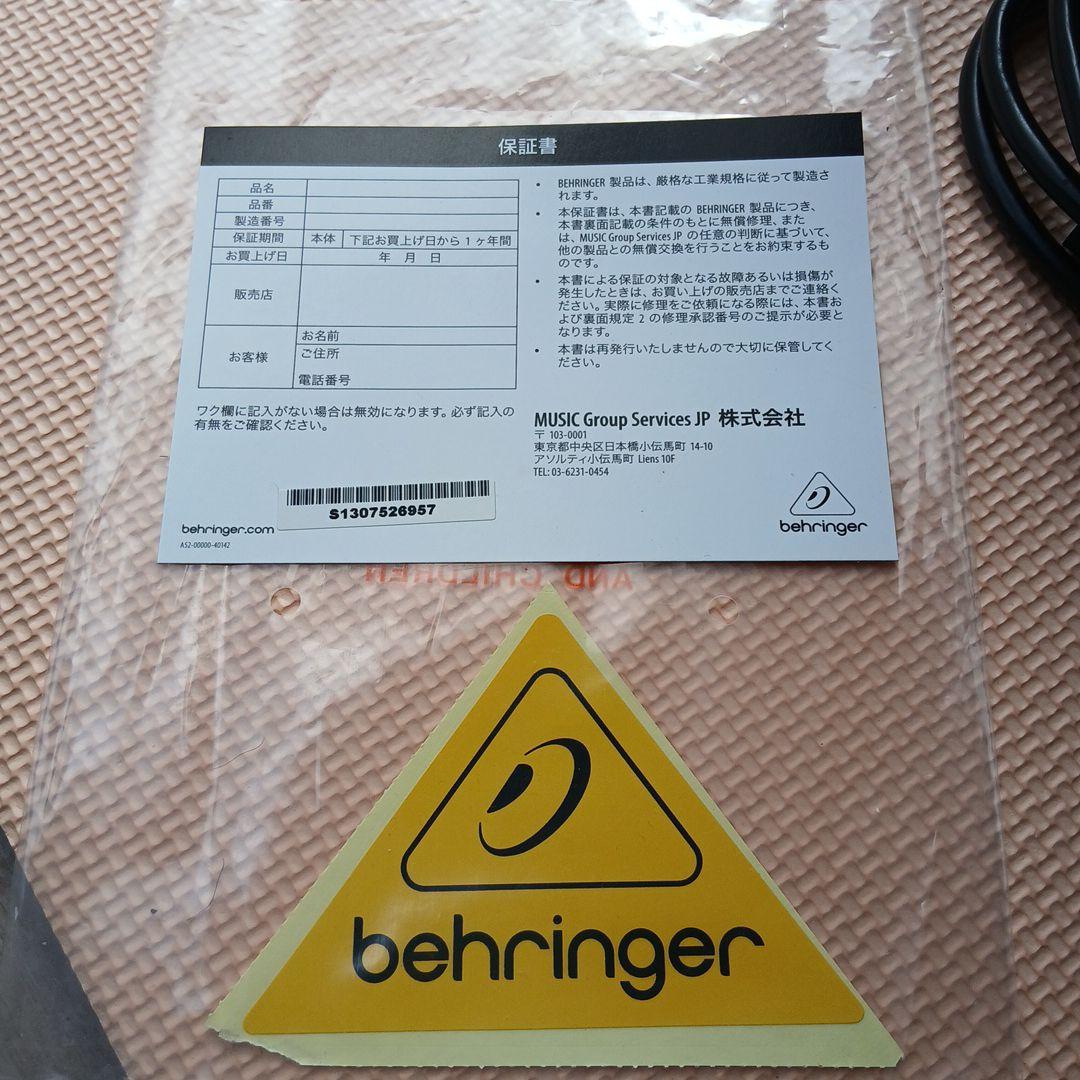 保証書
品名
品番
製造番号
保証期間 本体 下記お買上げ日から 1 ヶ年間
お買上げ日 年 月 日
販売店
お客様
お名前
ご住所
電話番号
ワク欄に記入がない場合は無効になります。必ず記入の
有無をご確認ください。
• BEHRINGER 製品は、厳格な工業規格に従って製造さ
れます。
• 本保証書は、本書記載の BEHRINGER 製品につき、
本書裏面記載の条件のもとに無償修理、また
は、MUSIC Group Services JP の任意の判断に基づいて、
他の製品との無償交換を行うことをお約束するも
のです。
• 本書による保証の対象となる故障あるいは損傷が
発生したときは、お買い上げの販売店までご連絡く
ださい。実際に修理をご依頼になる際には、本書お
よび裏面規定 2 の修理承認番号のご提示が必要と
なります。
• 本書は再発行いたしませんので大切に保管してく
ださい。
MUSIC Group Services JP 株式会社
〒 103-0001
東京都中央区日本橋小伝馬町 14-10
アソルティ小伝馬町 Liens 10F
TEL: 03-6231-0454
S1307526957
behringer.com
A52-00000-40142
behringer
AND CHILDREN
behringer